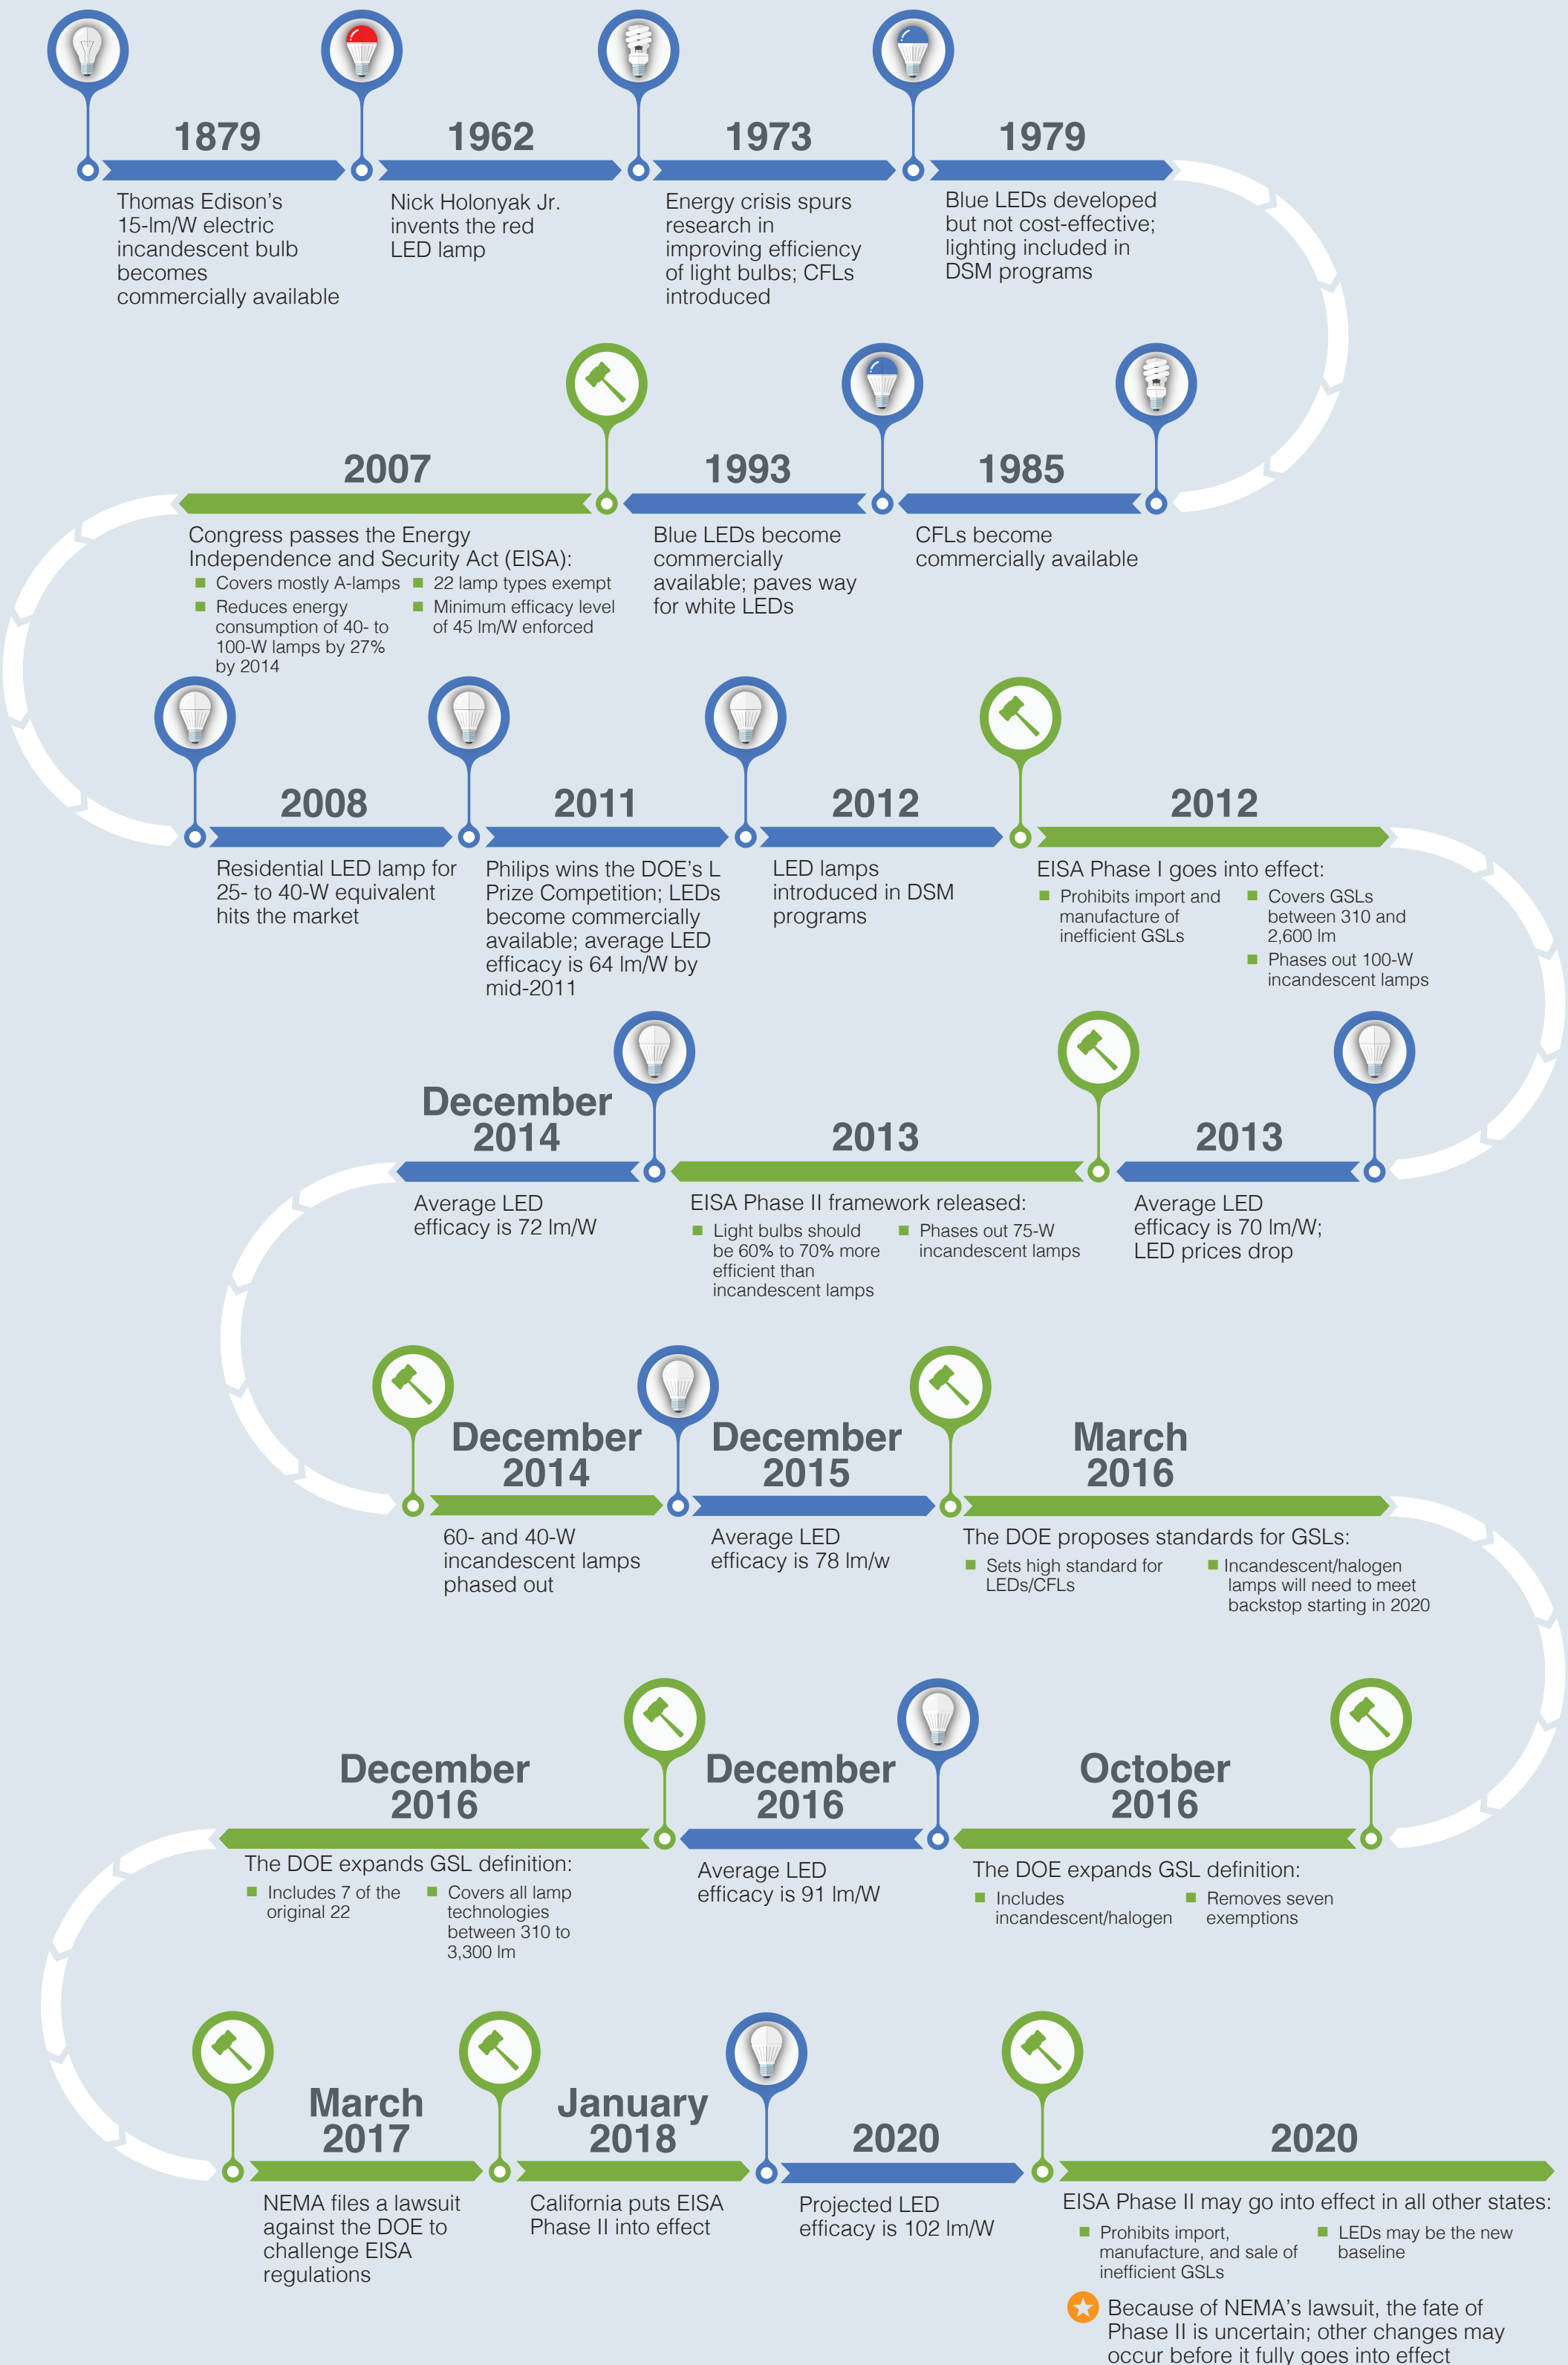 1879
Thomas Edison's
15-lm/W electric
incandescent bulb
becomes
commercially available
1962
Nick Holonyak Jr.
invents the red
LED lamp
1973
Energy crisis spurs
research in
improving efficiency
of light bulbs; CFLs
introduced
1979
Blue LEDs developed
but not cost-effective;
lighting included in
DSM programs
1985
CFLs become
commercially available
1993
Blue LEDs become
commercially
available; paves way
for white LEDs
2007
Congress passes the Energy
Independence and Security Act (EISA):
■ Covers mostly A-lamps
■ Reduces energy
consumption of 40- to
100-W lamps by 27%
by 2014
■ 22 lamp types exempt
■ Minimum efficacy level
of 45 lm/W enforced
2008
Residential LED lamp for
25- to 40-W equivalent
hits the market
2011
Philips wins the DOE's L
Prize Competition; LEDs
become commercially
available; average LED
efficacy is 64 lm/W by
mid-2011
2012
LED lamps
introduced in DSM
programs
2012
EISA Phase I goes into effect:
■ Prohibits import and
manufacture of
inefficient GSLs
■ Covers GSLs
between 310 and
2,600 lm
■ Phases out 100-W
incandescent lamps
2013
Average LED
efficacy is 70 lm/W;
LED prices drop
2013
EISA Phase II framework released:
■ Light bulbs should
be 60% to 70% more
efficient than
incandescent lamps
■ Phases out 75-W
incandescent lamps
December
2014
Average LED
efficacy is 72 lm/W
December
2014
60- and 40-W
incandescent lamps
phased out
December
2015
Average LED
efficacy is 78 lm/w
March
2016
The DOE proposes standards for GSLs:
■ Sets high standard for
LEDs/CFLs
■ Incandescent/halogen
lamps will need to meet
backstop starting in 2020
October
2016
The DOE expands GSL definition:
■ Includes
incandescent/halogen
■ Removes seven
exemptions
December
2016
Average LED
efficacy is 91 lm/W
December
2016
The DOE expands GSL definition:
■ Includes 7 of the
original 22
■ Covers all lamp
technologies
between 310 to
3,300 lm
March
2017
NEMA files a lawsuit
against the DOE to
challenge EISA
regulations
January
2018
California puts EISA
Phase II into effect
2020
Projected LED
efficacy is 102 lm/W
2020
EISA Phase II may go into effect in all other states:
■ Prohibits import,
manufacture, and sale of
inefficient GSLs
■ LEDs may be the new
baseline
Because of NEMA's lawsuit, the fate of
Phase II is uncertain; other changes may
occur before it fully goes into effect